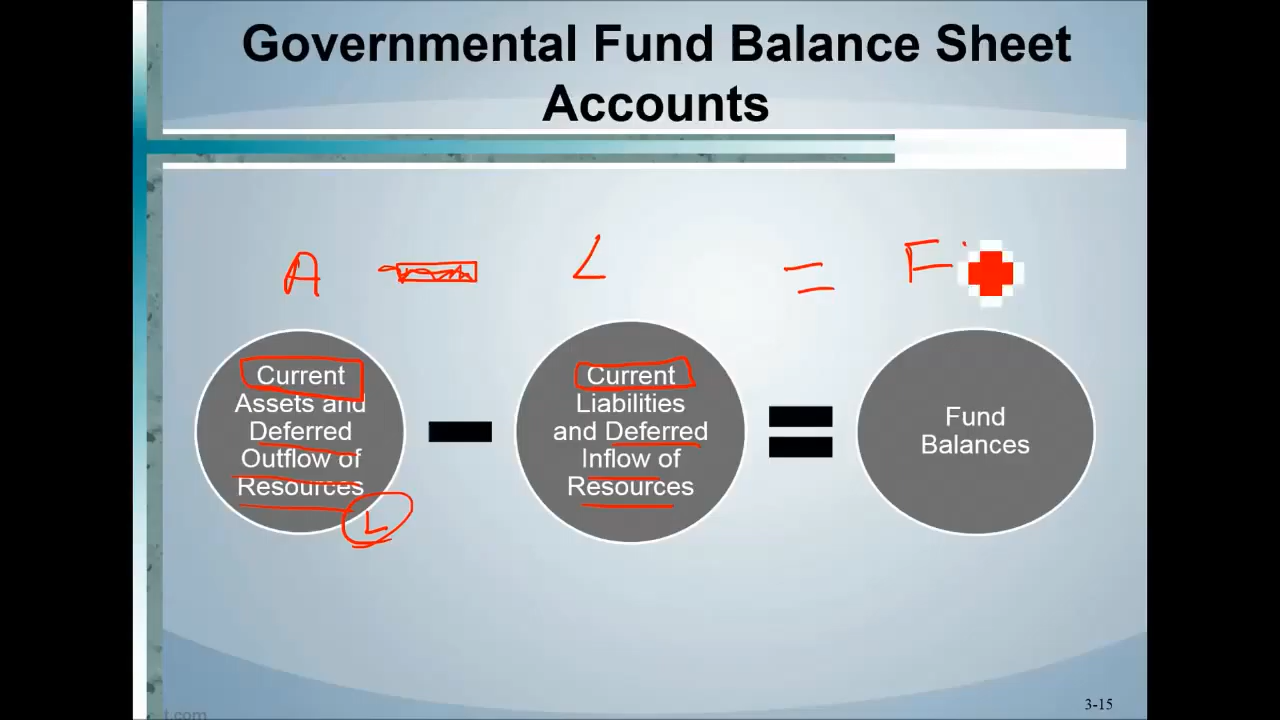 Governmental Fund Balance Sheet
Accounts
A - L = F
Current
Assets and
Deferred
Outflow of
Resources
L
Current
Liabilities
and Deferred
Inflow of
Resources
Fund
Balances
3-15
t.com